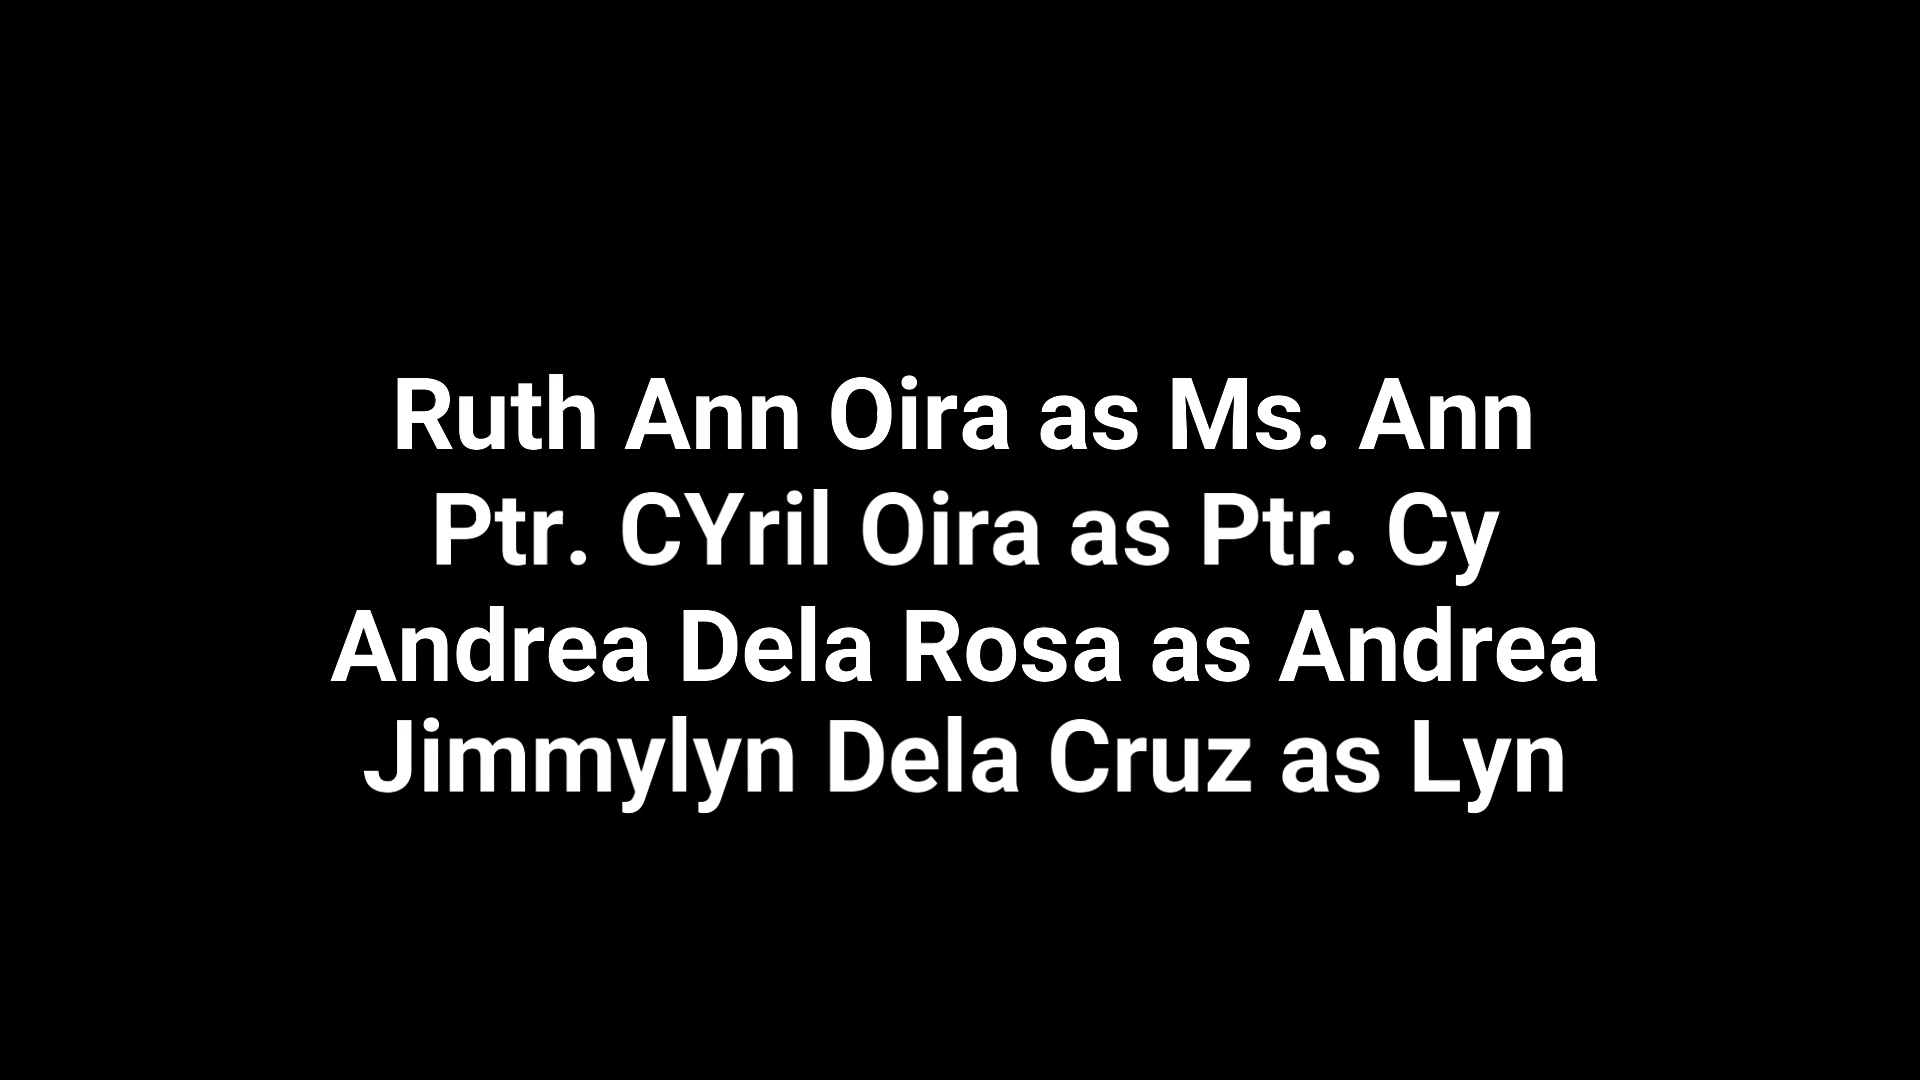 Ruth Ann Oira as Ms. Ann
Ptr. CYril Oira as Ptr. Cy
Andrea Dela Rosa as Andrea
Jimmylyn Dela Cruz as Lyn